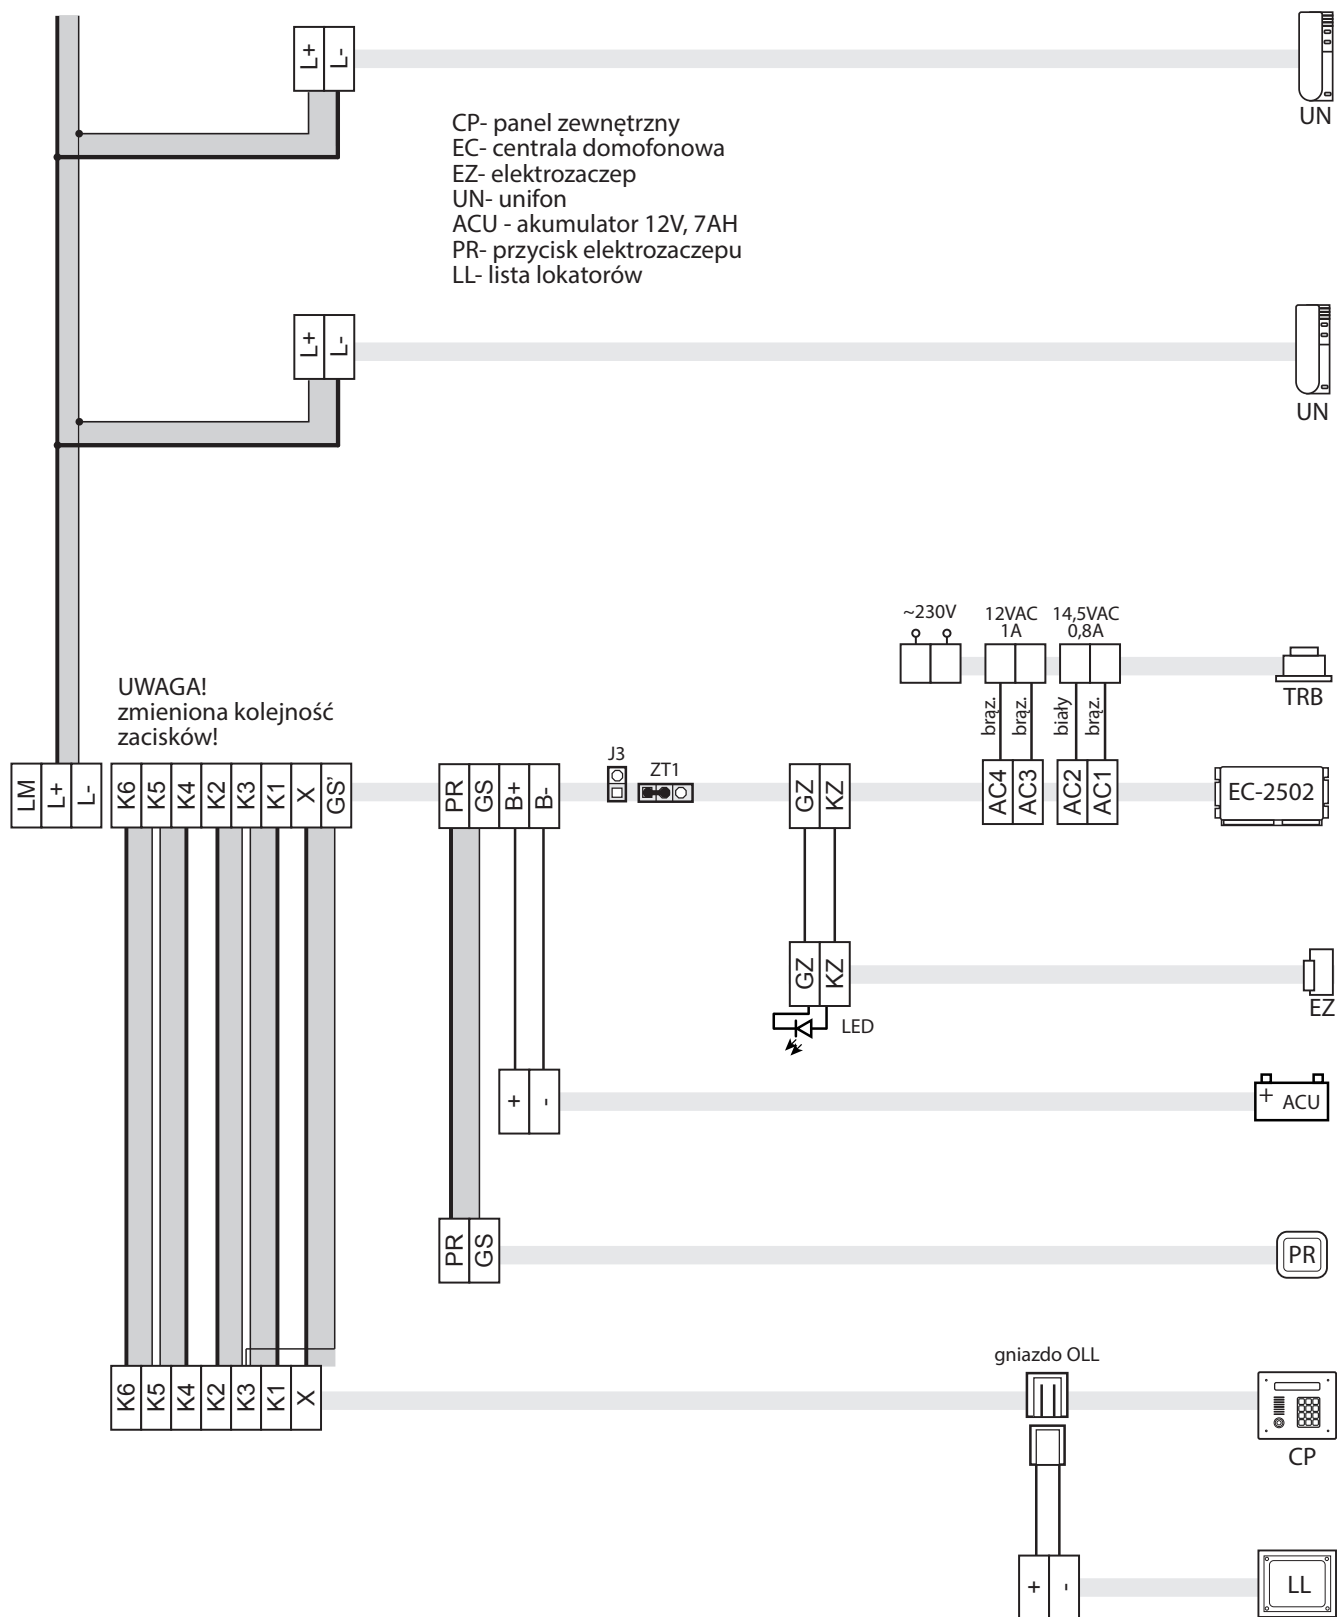 L+ L-
UN
CP- panel zewnętrzny
EC- centrala domofonowa
EZ- elektrozaczep
UN- unifon
ACU - akumulator 12V, 7AH
PR- przycisk elektrozaczepu
LL- lista lokatorów
L+ L-
UN
~230V 12VAC 14,5VAC
1A 0,8A
brąz. brąz. biały brąz.
TRB
UWAGA!
zmieniona kolejność
zacisków!
J3
ZT1
LM L+ L- K6 K5 K4 K2 K3 K1 X GS' PR GS B+ B- GZ KZ AC4 AC3 AC2 AC1 EC-2502
GZ KZ
EZ
LED
+ -
+ ACU
PR GS PR
gniazdo OLL
K6 K5 K4 K2 K3 K1 X
CP
+ - LL